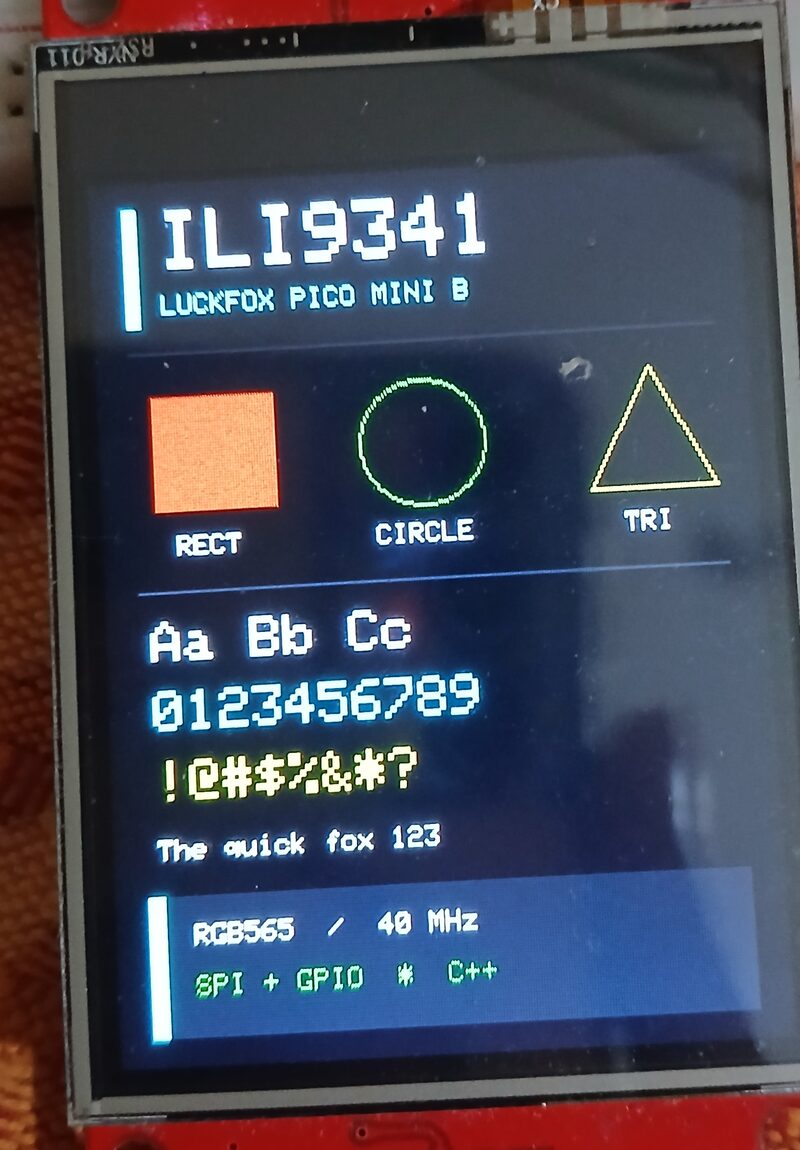 ILI9341
LUCKFOX PICO MINI B
RECT CIRCLE TRI
Aa Bb Cc
0123456789
!@#$%&*?
The quick fox 123
RGB565 / 40 MHz
SPI + GPIO * C++